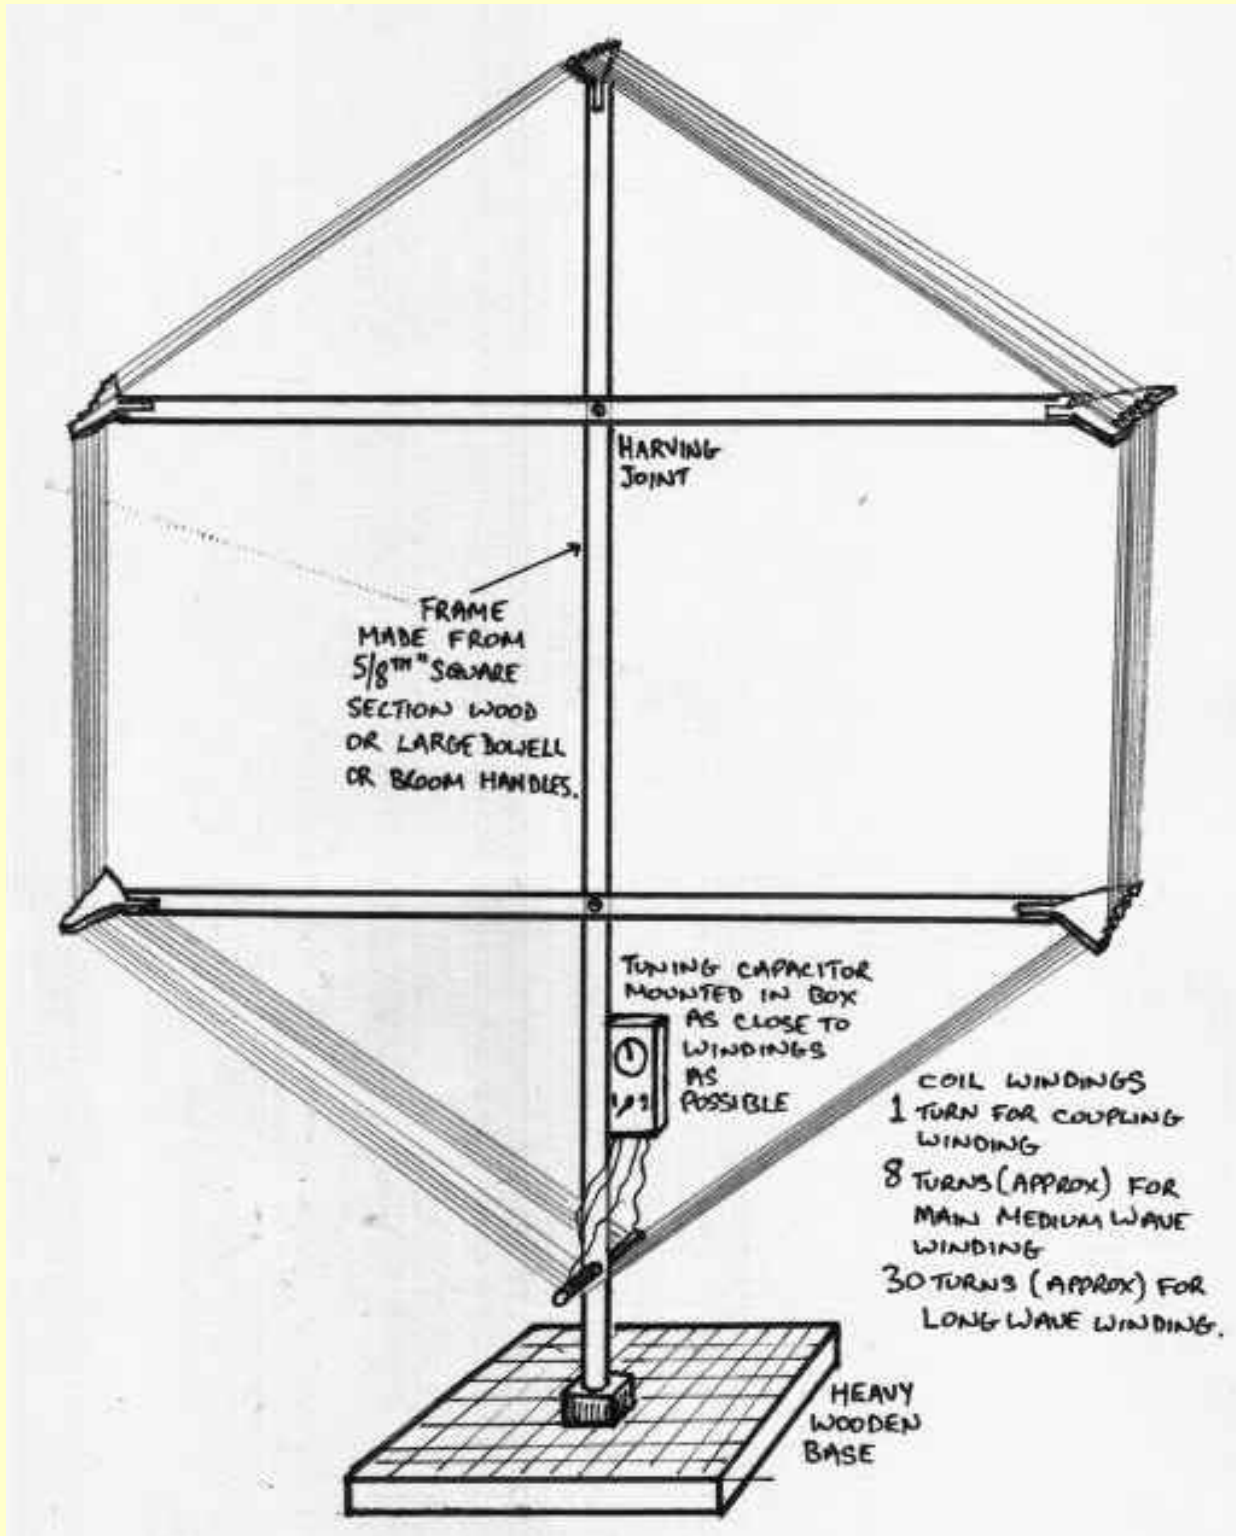 HARVING
JOINT
FRAME
MADE FROM
5/8TH" SQUARE
SECTION WOOD
OR LARGE DOWELL
OR BROOM HANDLES.
TUNING CAPACITOR
MOUNTED IN BOX
AS CLOSE TO
WINDINGS
AS
POSSIBLE
COIL WINDINGS
1 TURN FOR COUPLING
WINDING
8 TURNS (APPROX) FOR
MAIN MEDIUM WAVE
WINDING
30 TURNS (APPROX) FOR
LONG WAVE WINDING.
HEAVY
WOODEN
BASE